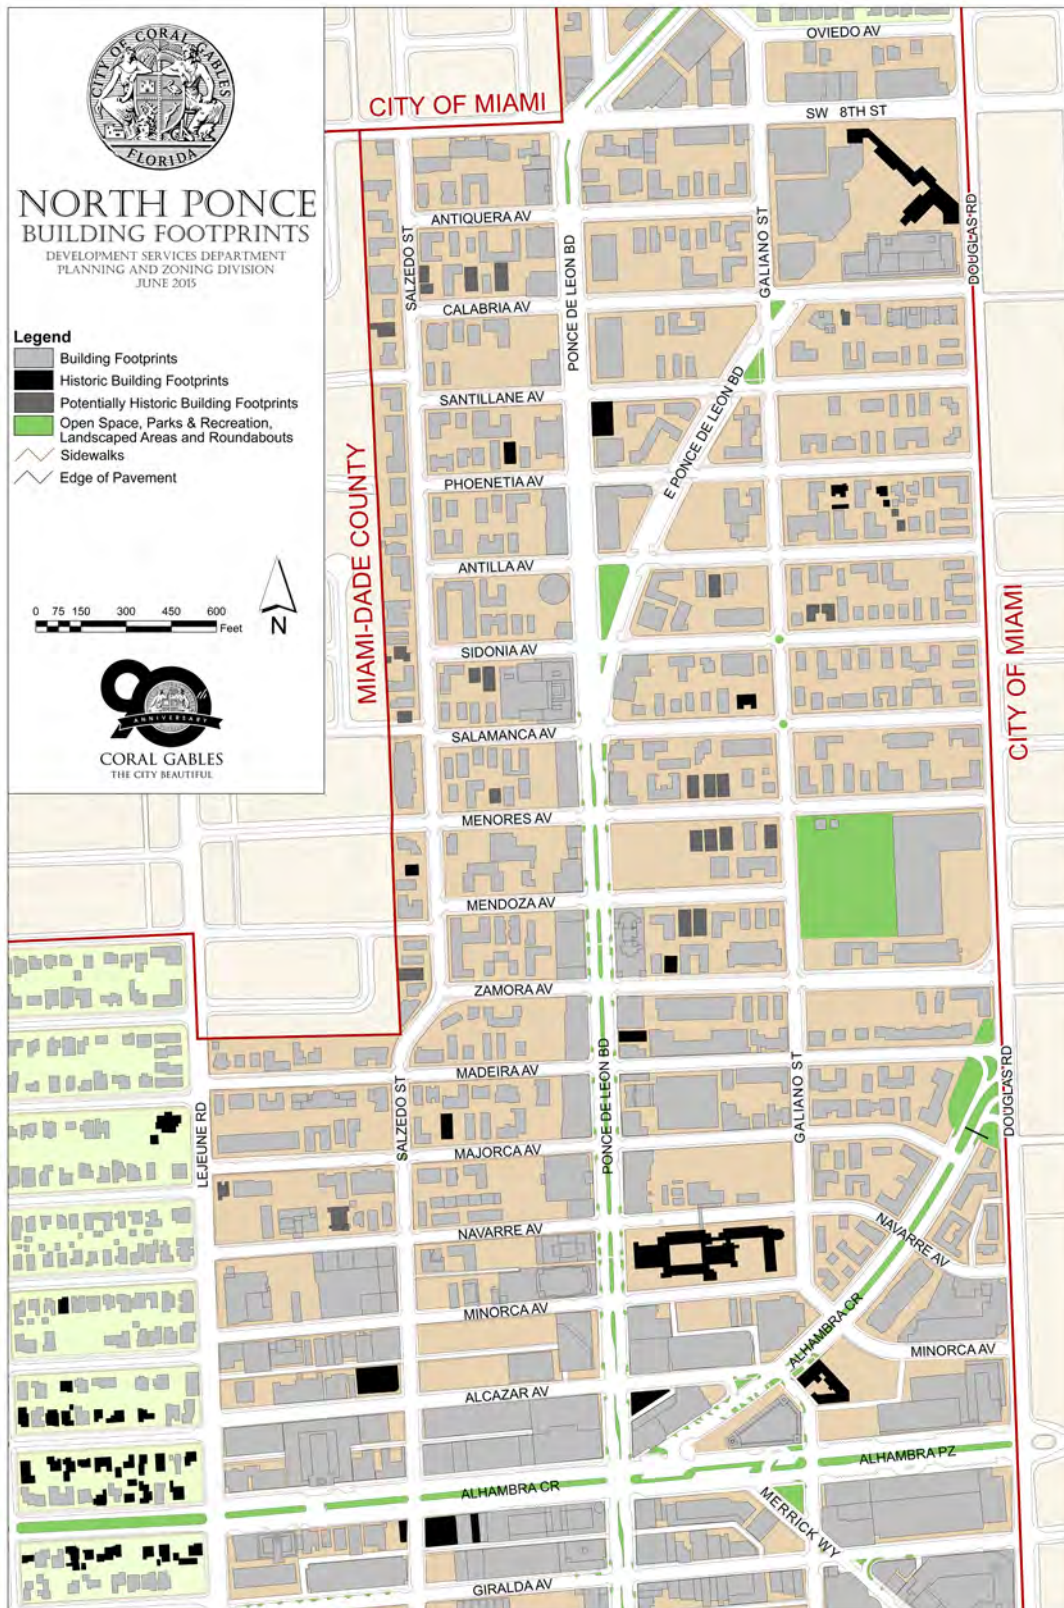 CITY OF CORAL GABLES
FLORIDA
NORTH PONCE
BUILDING FOOTPRINTS
DEVELOPMENT SERVICES DEPARTMENT
PLANNING AND ZONING DIVISION
JUNE 2015
Legend
Building Footprints
Historic Building Footprints
Potentially Historic Building Footprints
Open Space, Parks & Recreation,
Landscaped Areas and Roundabouts
Sidewalks
Edge of Pavement
0 75 150 300 450 600
Feet
N
90th
ANNIVERSARY
CORAL GABLES
THE CITY BEAUTIFUL
CITY OF MIAMI
MIAMI-DADE COUNTY
CITY OF MIAMI
OVIEDO AV
SW 8TH ST
ANTIQUERA AV
SALZEDO ST
PONCE DE LEON BD
GALIANO ST
DOUGLAS RD
CALABRIA AV
SANTILLANE AV
E PONCE DE LEON BD
PHOENETIA AV
ANTILLA AV
SIDONIA AV
SALAMANCA AV
MENORES AV
MENDOZA AV
ZAMORA AV
MADEIRA AV
PONCE DE LEON BD
GALIANO ST
DOUGLAS RD
LEJEUNE RD
SALZEDO ST
MAJORCA AV
NAVARRE AV
NAVARRE AV
MINORCA AV
ALHAMBRA CR
MINORCA AV
ALCAZAR AV
ALHAMBRA PZ
ALHAMBRA CR
MERRICK WY
GIRALDA AV